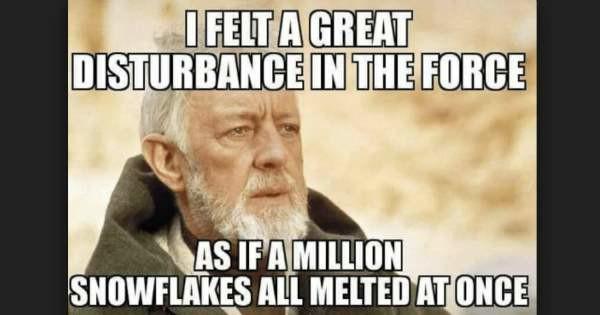 I FELT A GREAT
DISTURBANCE IN THE FORCE
AS IF A MILLION
SNOWFLAKES ALL MELTED AT ONCE